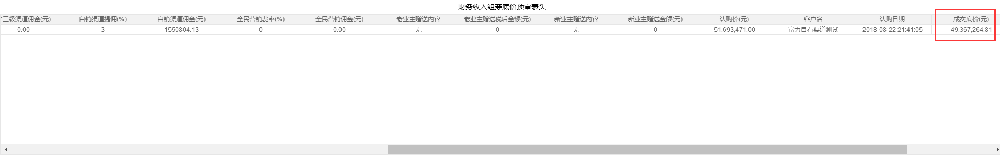 财务收入组穿底价预审表头
二三级渠道佣金(元) 自销渠道提佣(%) 自销渠道佣金(元) 全民营销费率(%) 全民营销佣金(元) 老业主赠送内容 老业主赠送税后金额(元) 新业主赠送内容 新业主赠送金额(元) 认购价(元) 客户名 认购日期 成交底价(元)
0.00 3 1550804.13 0 0.00 无 0 无 0 51,693,471.00 富力自有渠道测试 2018-08-22 21:41:05 49,367,264.81